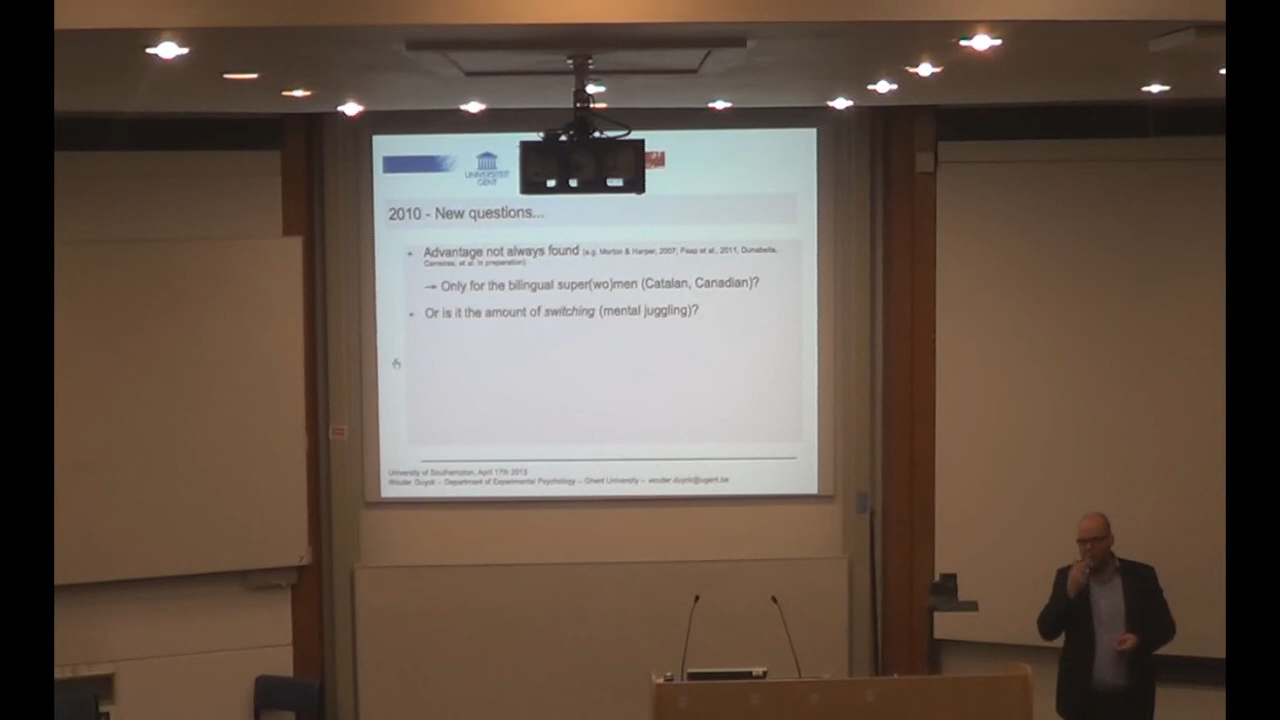 UNIVERSITEIT
GENT
2010 - New questions...
Advantage not always found (e.g. Morton & Harper, 2007; Paap et al., 2011, Dunabeitia,
Carreiras, et al. in preparation)
→ Only for the bilingual super(wo)men (Catalan, Canadian)?
Or is it the amount of switching (mental juggling)?
University of Southampton, April 17th 2013
Wouter Duyck – Department of Experimental Psychology – Ghent University – wouter.duyck@ugent.be